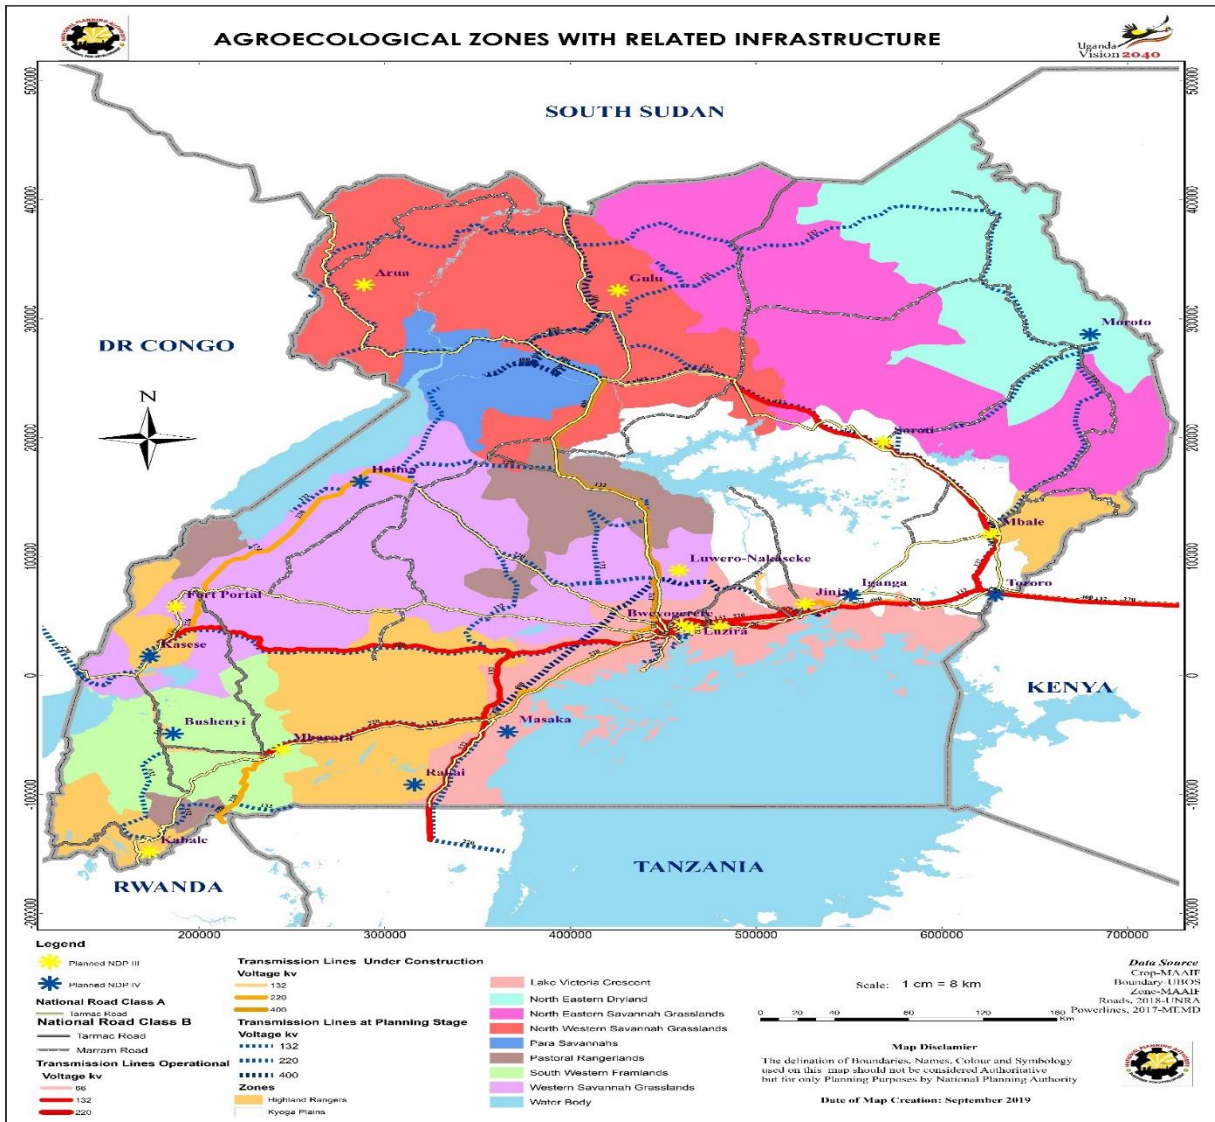 AGROECOLOGICAL ZONES WITH RELATED INFRASTRUCTURE
Uganda
Vision 2040
SOUTH SUDAN
DR CONGO
KENYA
TANZANIA
RWANDA
N
Arua
Gulu
Moroto
Soroti
Hoima
Mbale
Luwero-Nakaseke
Fort Portal
Iganga
Jinja
Tororo
Bweyogerere
Luzira
Kasese
Bushenyi
Masaka
Mbarara
Rakai
Kabale
500000
400000
300000
200000
100000
0
-100000
-200000
500000
400000
300000
200000
100000
0
-100000
-200000
200000
300000
400000
500000
600000
700000
Legend
Planned NDP III
Planned NDP IV
National Road Class A
Tarmac Road
National Road Class B
Tarmac Road
Marram Road
Transmission Lines Operational
Voltage kv
66
132
220
Transmission Lines Under Construction
Voltage kv
132
220
400
Transmission Lines at Planning Stage
Voltage kv
132
220
400
Zones
Highland Rangers
Kyoga Plains
Lake Victoria Crescent
North Eastern Dryland
North Eastern Savannah Grasslands
North Western Savannah Grasslands
Para Savannahs
Pastoral Rangerlands
South Western Framlands
Western Savannah Grasslands
Water Body
Scale: 1 cm = 8 km
0 20 40 80 120 160
Km
Data Source
Crop-MAAIF
Boundary-UBOS
Zone-MAAIF
Roads, 2018-UNRA
Powerlines, 2017-MEMD
Map Disclamier
The delination of Boundaries, Names, Colour and Symbology
used on this map should not be considered Authoritative
but for only Planning Purposes by National Planning Authority
Date of Map Creation: September 2019